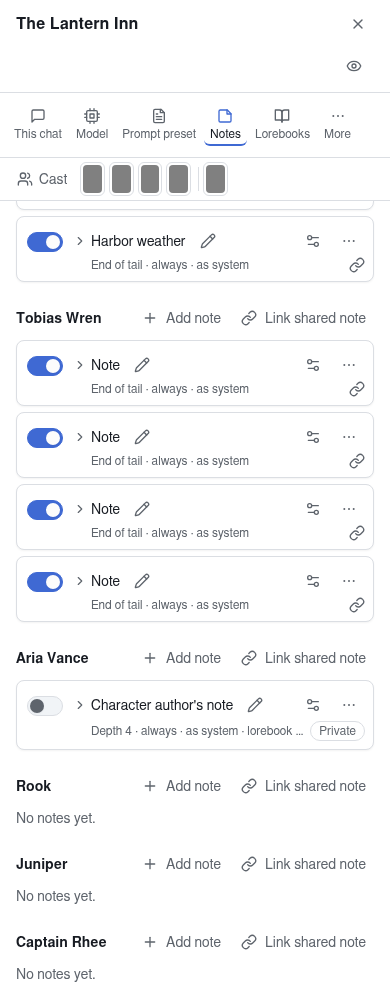 The Lantern Inn
This chat
Model
Prompt preset
Notes
Lorebooks
More
Cast
Harbor weather
End of tail · always · as system
Tobias Wren
Add note
Link shared note
Note
End of tail · always · as system
Note
End of tail · always · as system
Note
End of tail · always · as system
Note
End of tail · always · as system
Aria Vance
Add note
Link shared note
Character author's note
Depth 4 · always · as system · lorebook ...
Private
Rook
Add note
Link shared note
No notes yet.
Juniper
Add note
Link shared note
No notes yet.
Captain Rhee
Add note
Link shared note
No notes yet.